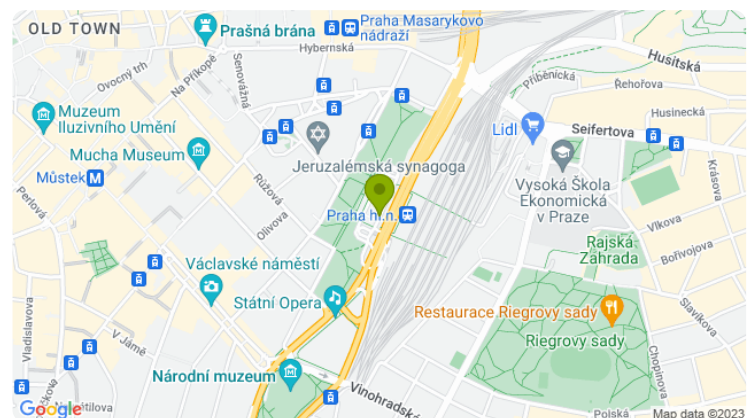 OLD TOWN
Prašná brána
Praha Masarykovo
nádraží
Hybernská
Husitská
Ovocný trh
Na Příkopě
Senovážná
Příběnická
Řehořova
Muzeum
Iluzivního Umění
Husinecká
Lidl
Seifertova
Mucha Museum
Jeruzalémská synagoga
Můstek
M
Vysoká Škola
Ekonomická
v Praze
Krásova
Růžová
Perlová
Praha hl.n.
Olivova
Vlkova
Rajská
Zahrada
Bořivojova
Václavské náměstí
Státní Opera
Restaurace Riegrovy sady
Slavíkova
Vladislavova
V Jámě
Riegrovy sady
Chopinova
Národní muzeum
Vinohradská
Google
Polská
Map data ©2025